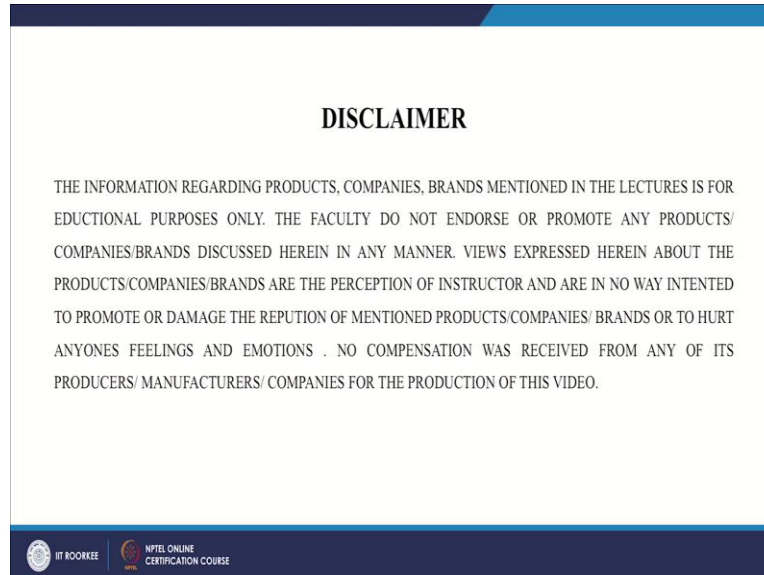 DISCLAIMER
THE INFORMATION REGARDING PRODUCTS, COMPANIES, BRANDS MENTIONED IN THE LECTURES IS FOR
EDUCTIONAL PURPOSES ONLY. THE FACULTY DO NOT ENDORSE OR PROMOTE ANY PRODUCTS/
COMPANIES/BRANDS DISCUSSED HEREIN IN ANY MANNER. VIEWS EXPRESSED HEREIN ABOUT THE
PRODUCTS/COMPANIES/BRANDS ARE THE PERCEPTION OF INSTRUCTOR AND ARE IN NO WAY INTENTED
TO PROMOTE OR DAMAGE THE REPUTION OF MENTIONED PRODUCTS/COMPANIES/ BRANDS OR TO HURT
ANYONES FEELINGS AND EMOTIONS . NO COMPENSATION WAS RECEIVED FROM ANY OF ITS
PRODUCERS/ MANUFACTURERS/ COMPANIES FOR THE PRODUCTION OF THIS VIDEO.
IIT ROORKEE
NPTEL
NPTEL ONLINE
CERTIFICATION COURSE